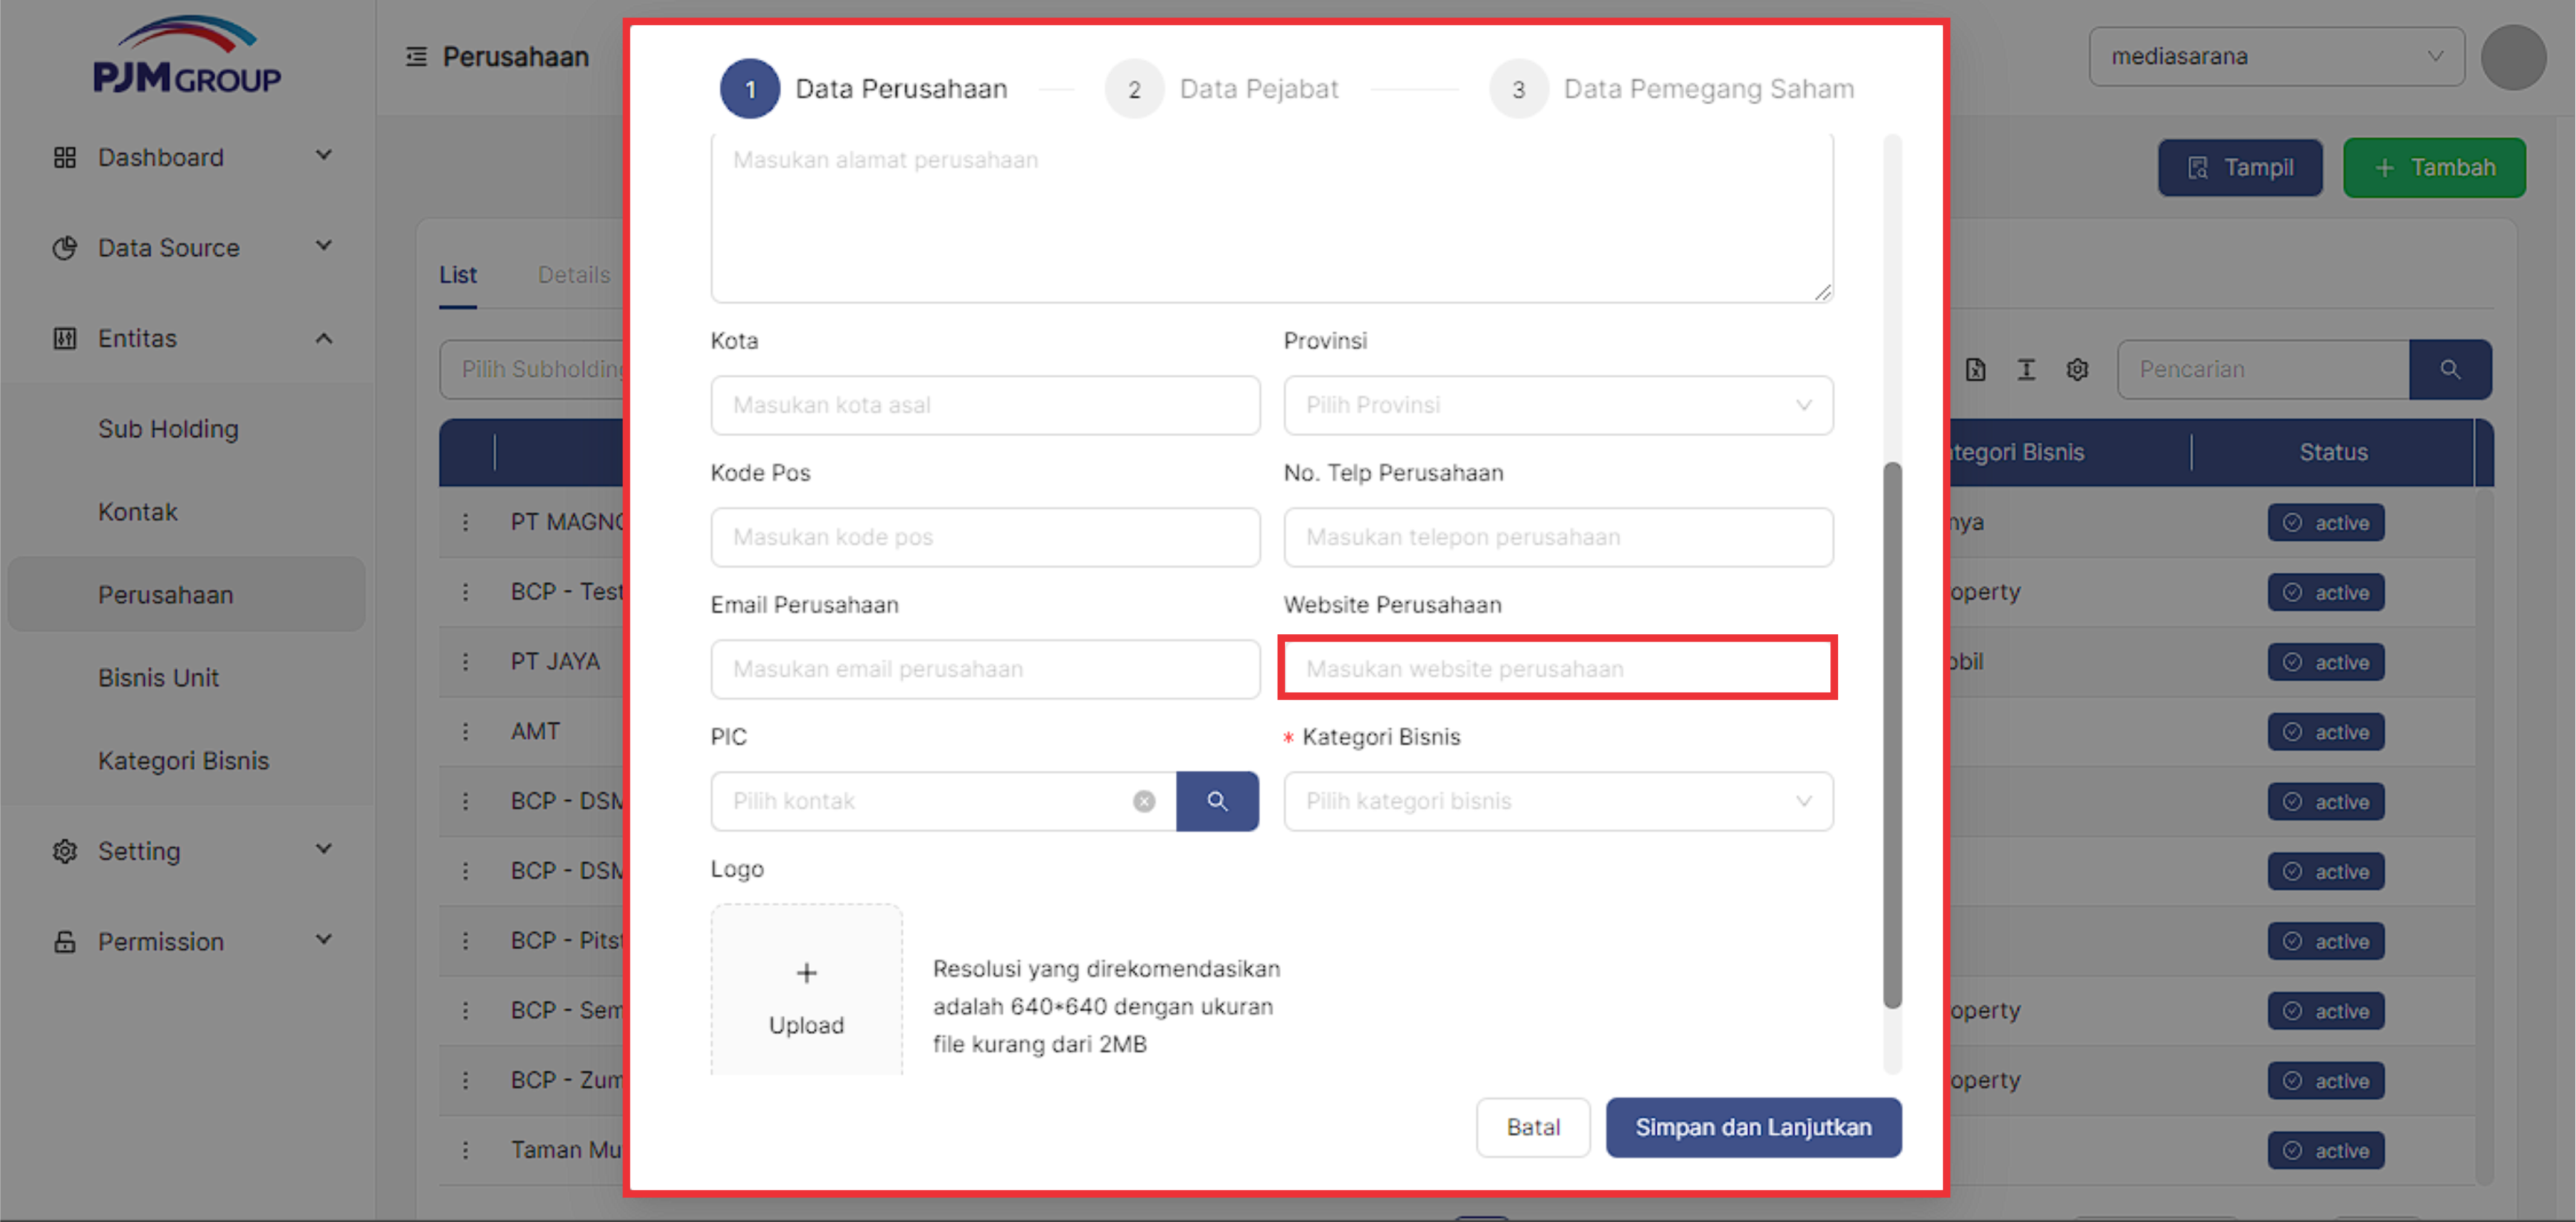 PJM GROUP
Perusahaan
mediasarana
Dashboard
Data Source
Entitas
Sub Holding
Kontak
Perusahaan
Bisnis Unit
Kategori Bisnis
Setting
Permission
Tampil
Tambah
List
Details
Pilih Subholding
Pencarian
tegori Bisnis
Status
PT MAGNO
nya
active
BCP - Test
operty
active
PT JAYA
obil
active
AMT
active
BCP - DSM
active
BCP - DSM
active
BCP - Pitst
active
BCP - Sem
operty
active
BCP - Zum
operty
active
Taman Mu
active
1 Data Perusahaan
2 Data Pejabat
3 Data Pemegang Saham
Masukan alamat perusahaan
Kota
Provinsi
Masukan kota asal
Pilih Provinsi
Kode Pos
No. Telp Perusahaan
Masukan kode pos
Masukan telepon perusahaan
Email Perusahaan
Website Perusahaan
Masukan email perusahaan
Masukan website perusahaan
PIC
* Kategori Bisnis
Pilih kontak
Pilih kategori bisnis
Logo
+
Upload
Resolusi yang direkomendasikan
adalah 640*640 dengan ukuran
file kurang dari 2MB
Batal
Simpan dan Lanjutkan